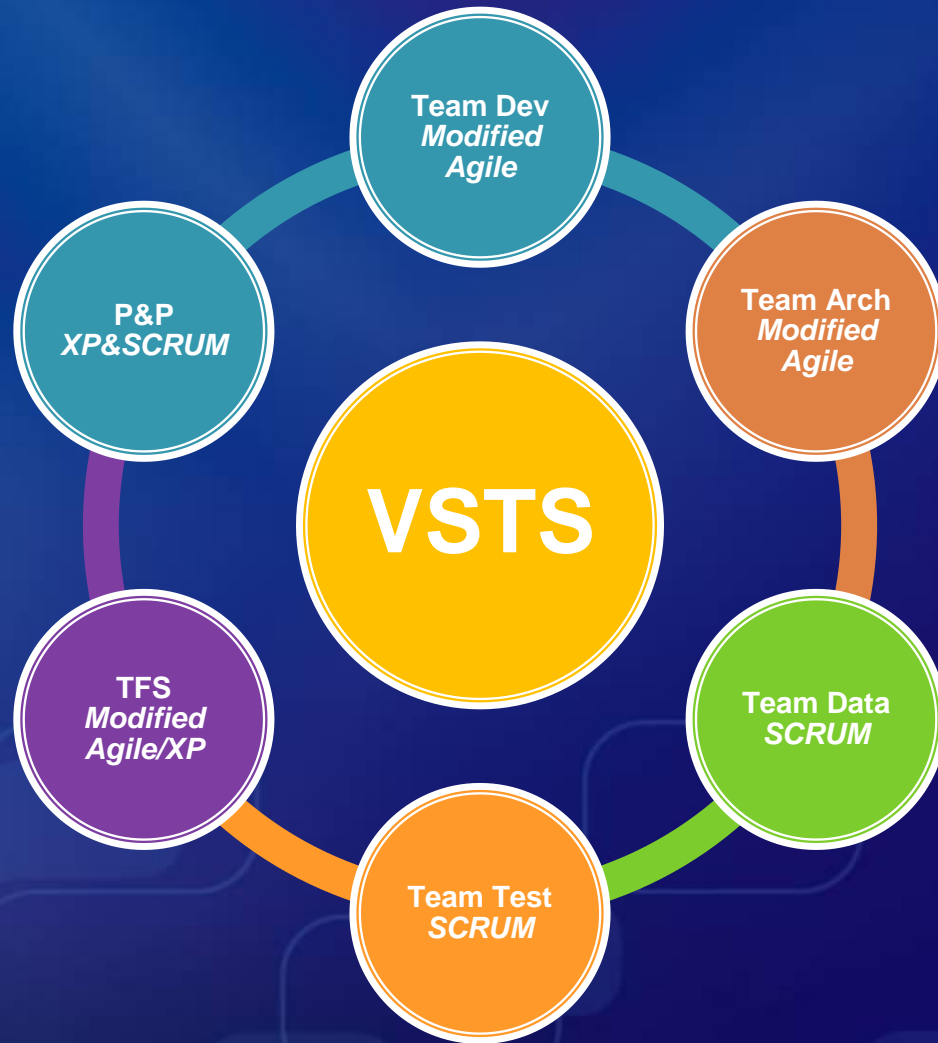 Team Dev
Modified
Agile
P&P
XP&SCRUM
Team Arch
Modified
Agile
VSTS
TFS
Modified
Agile/XP
Team Data
SCRUM
Team Test
SCRUM